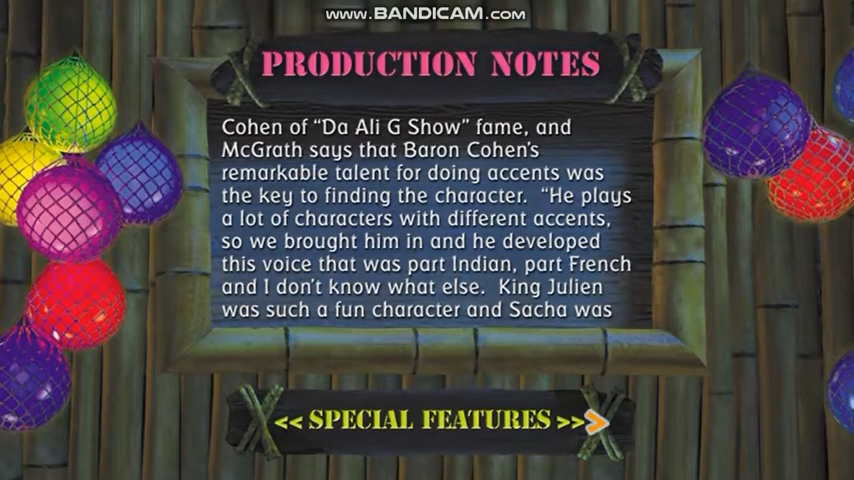 www.BANDICAM.com
PRODUCTION NOTES
Cohen of “Da Ali G Show” fame, and
McGrath says that Baron Cohen's
remarkable talent for doing accents was
the key to finding the character.  “He plays
a lot of characters with different accents,
so we brought him in and he developed
this voice that was part Indian, part French
and I don't know what else.  King Julien
was such a fun character and Sacha was
<< SPECIAL FEATURES >>